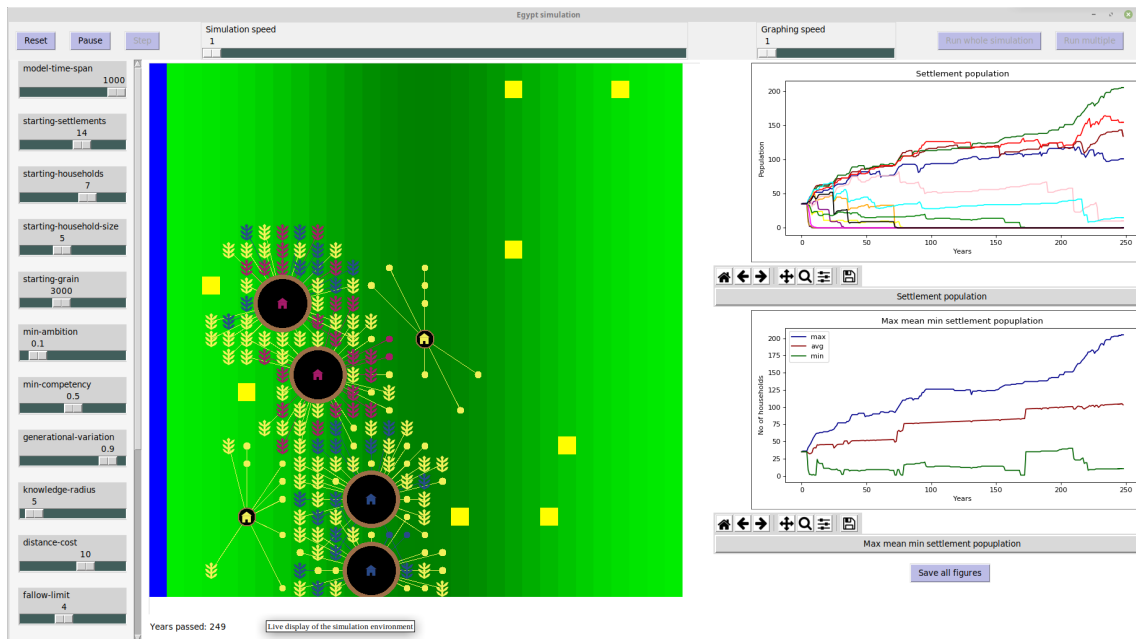 Egypt simulation
Reset
Pause
Step
Simulation speed
1
Graphing speed
1
Run whole simulation
Run multiple
model-time-span
1000
starting-settlements
14
starting-households
7
starting-household-size
5
starting-grain
3000
min-ambition
0.1
min-competency
0.5
generational-variation
0.9
knowledge-radius
5
distance-cost
10
fallow-limit
4
Years passed: 249
Live display of the simulation environment
Settlement population
Population
200
150
100
50
0
0 50 100 150 200 250
Years
Settlement population
Max mean min settlement popuplation
No of households
200
175
150
125
100
75
50
25
0
max
avg
min
0 50 100 150 200 250
Years
Max mean min settlement popuplation
Save all figures